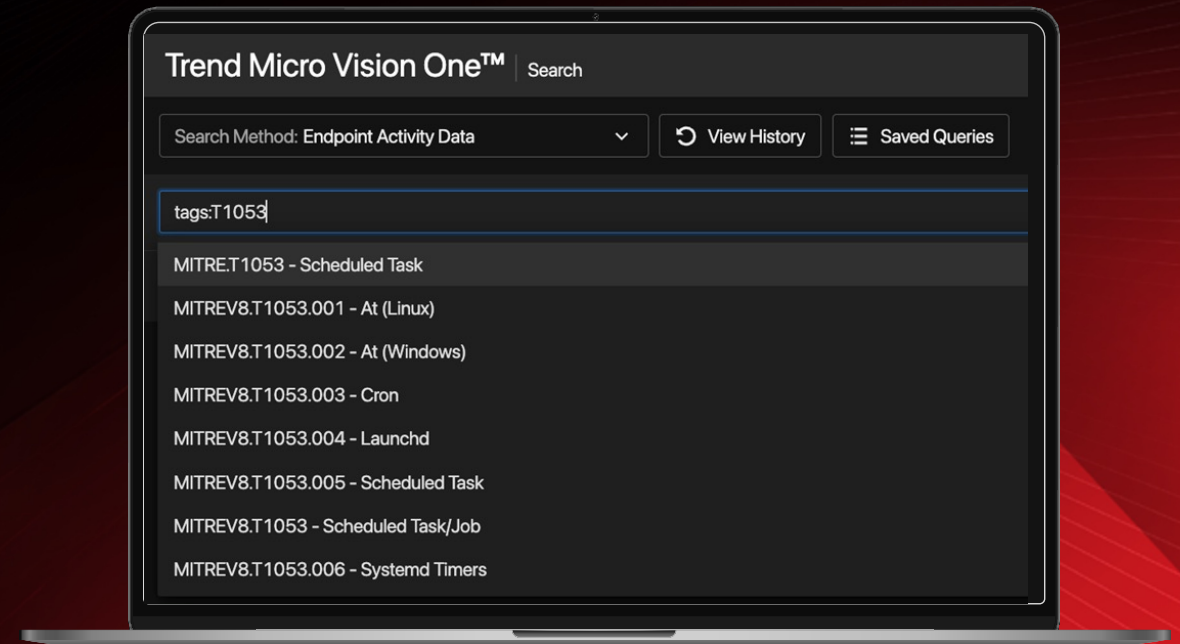 Trend Micro Vision One™ Search
Search Method: Endpoint Activity Data View History Saved Queries
tags:T1053
MITRE.T1053 - Scheduled Task
MITREV8.T1053.001 - At (Linux)
MITREV8.T1053.002 - At (Windows)
MITREV8.T1053.003 - Cron
MITREV8.T1053.004 - Launchd
MITREV8.T1053.005 - Scheduled Task
MITREV8.T1053 - Scheduled Task/Job
MITREV8.T1053.006 - Systemd Timers